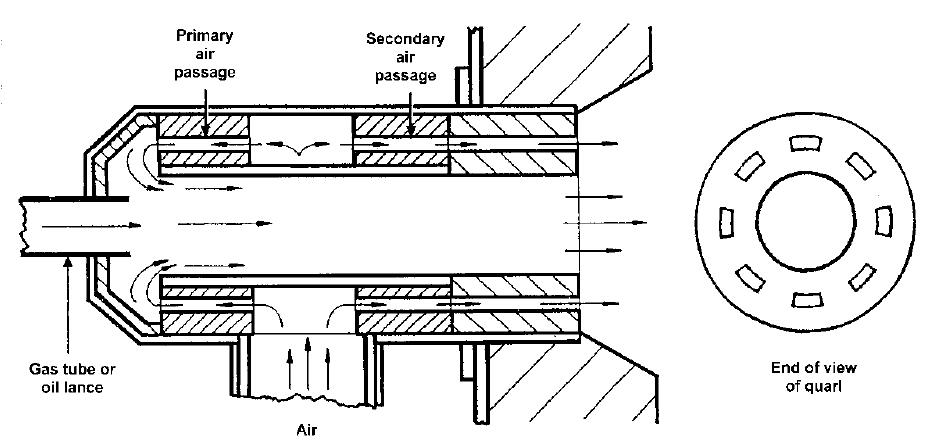 Primary
air
passage
Secondary
air
passage
Gas tube or
oil lance
Air
End of view
of quarl